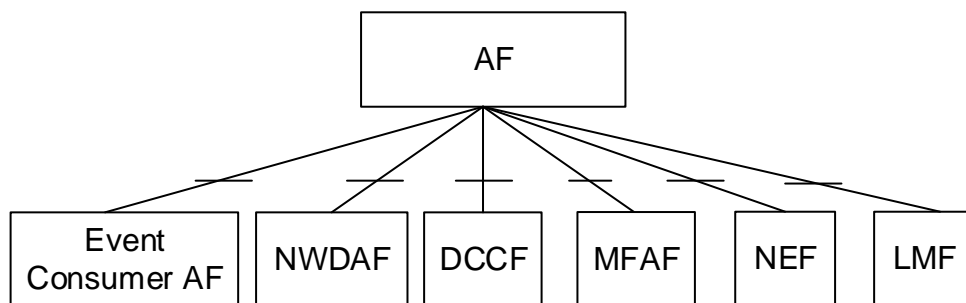 AF
Event
Consumer AF
NWDAF
DCCF
MFAF
NEF
LMF